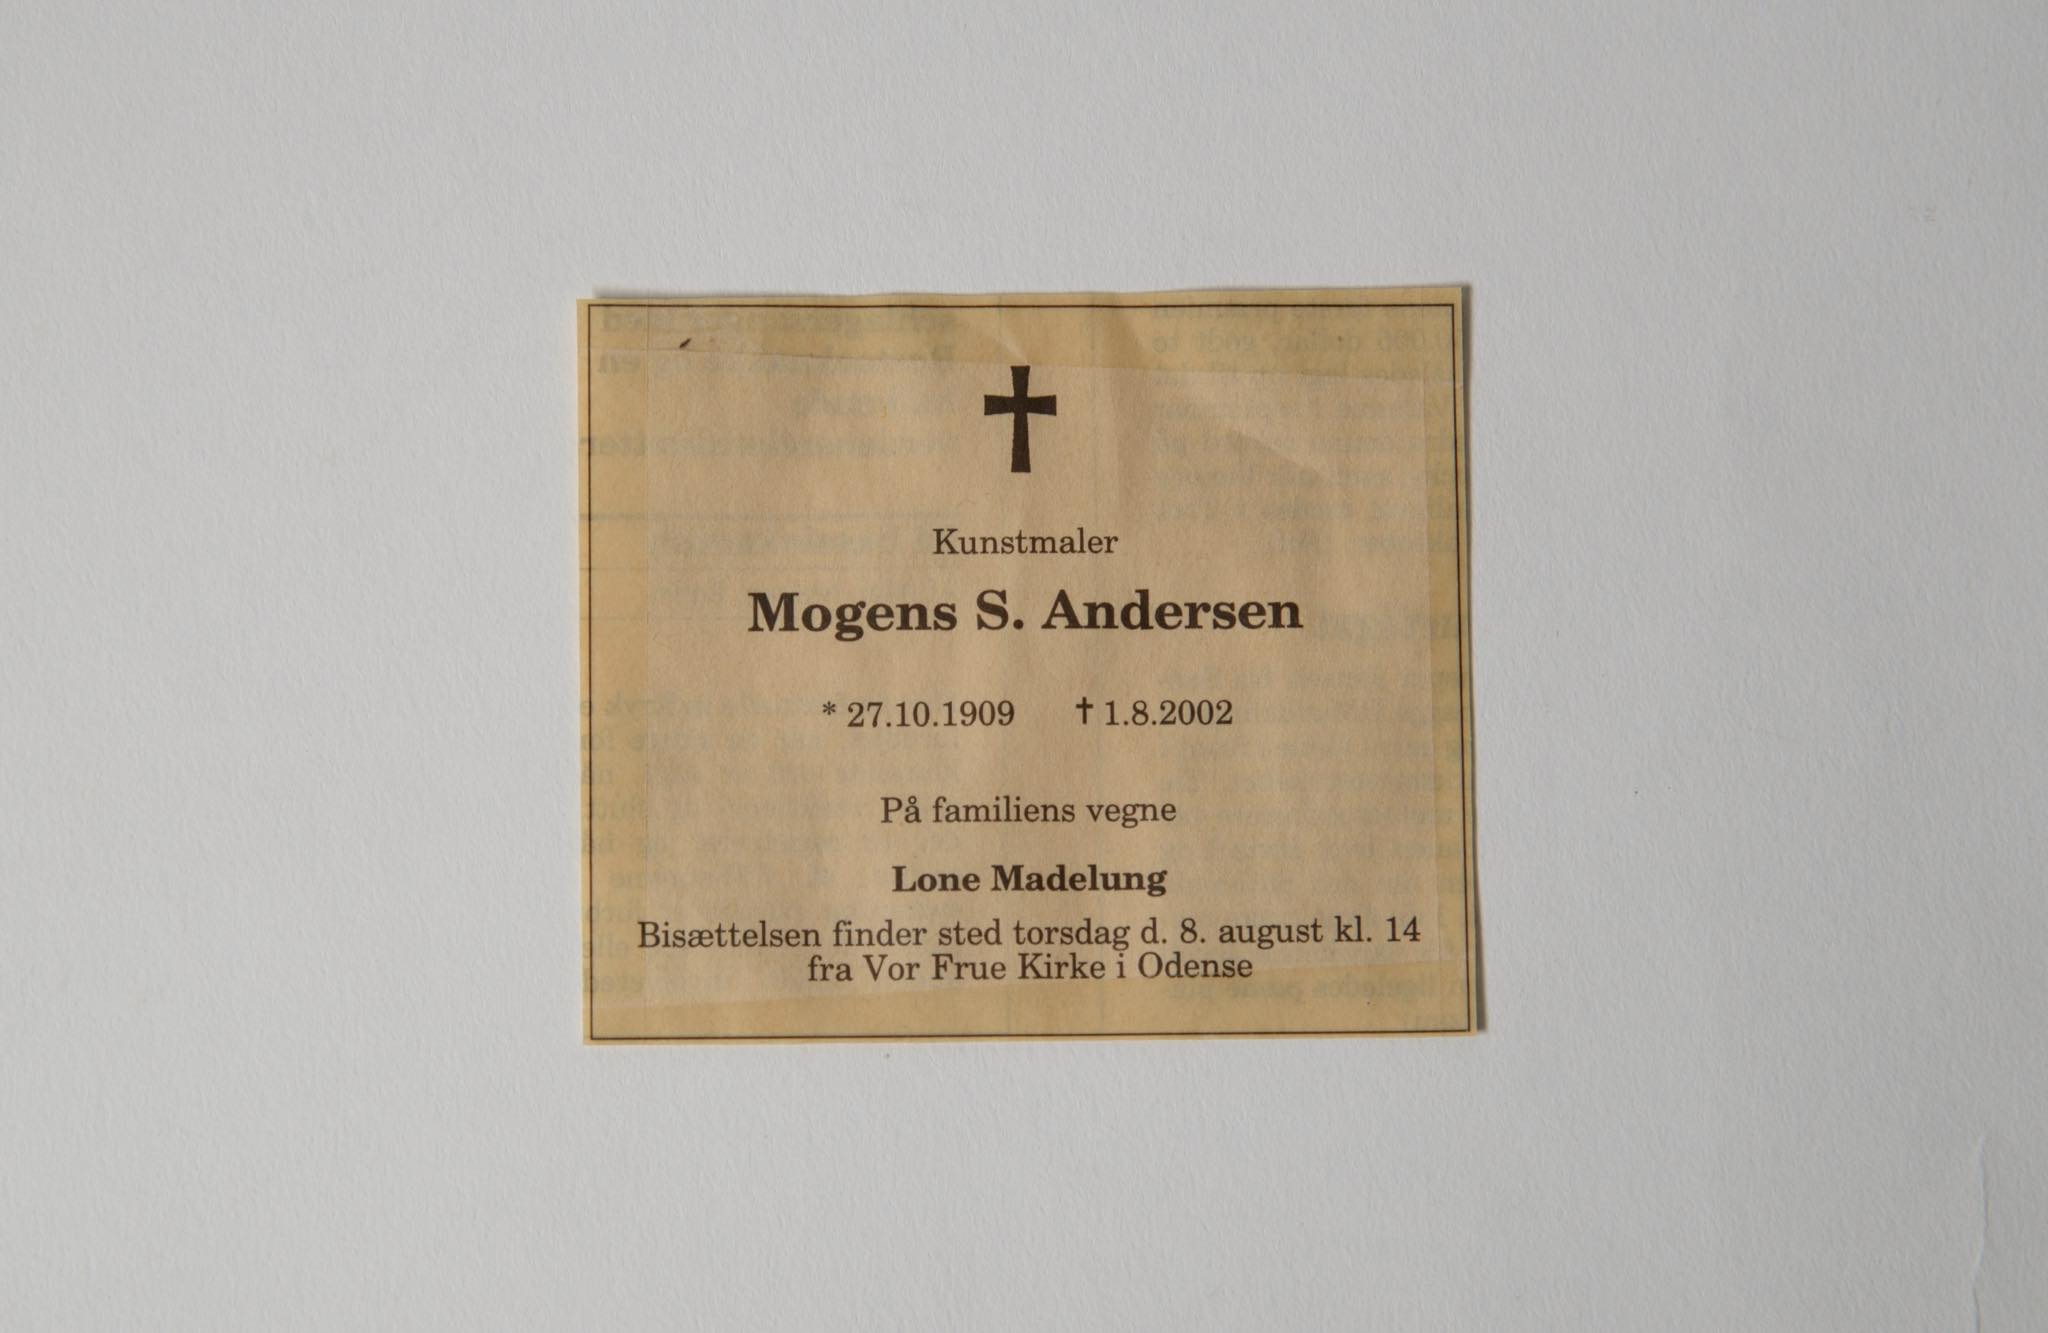 Kunstmaler
Mogens S. Andersen
* 27.10.1909 † 1.8.2002
På familiens vegne
Lone Madelung
Bisættelsen finder sted torsdag d. 8. august kl. 14
fra Vor Frue Kirke i Odense